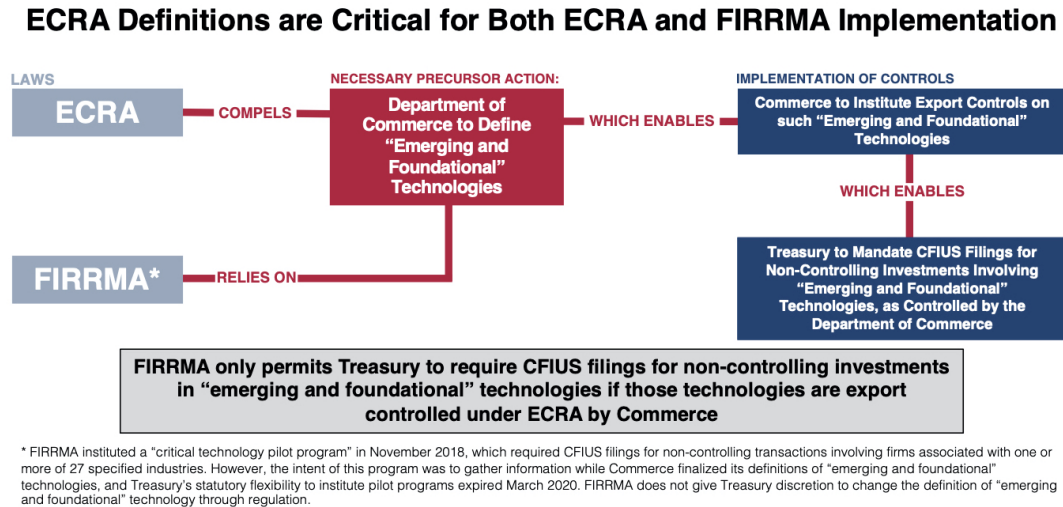 ECRA Definitions are Critical for Both ECRA and FIRRMA Implementation
LAWS
ECRA
COMPELS
NECESSARY PRECURSOR ACTION:
Department of
Commerce to Define
“Emerging and
Foundational”
Technologies
WHICH ENABLES
IMPLEMENTATION OF CONTROLS
Commerce to Institute Export Controls on
such “Emerging and Foundational”
Technologies
WHICH ENABLES
FIRRMA*
RELIES ON
Treasury to Mandate CFIUS Filings for
Non-Controlling Investments Involving
“Emerging and Foundational”
Technologies, as Controlled by the
Department of Commerce
FIRRMA only permits Treasury to require CFIUS filings for non-controlling investments
in “emerging and foundational” technologies if those technologies are export
controlled under ECRA by Commerce
* FIRRMA instituted a “critical technology pilot program” in November 2018, which required CFIUS filings for non-controlling transactions involving firms associated with one or
more of 27 specified industries. However, the intent of this program was to gather information while Commerce finalized its definitions of “emerging and foundational”
technologies, and Treasury’s statutory flexibility to institute pilot programs expired March 2020. FIRRMA does not give Treasury discretion to change the definition of “emerging
and foundational” technology through regulation.